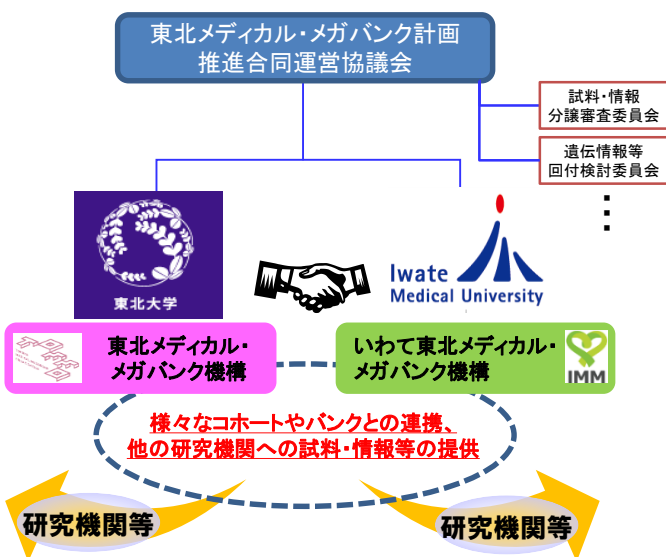 東北メディカル・メガバンク計画
推進合同運営協議会
試料・情報
分譲審査委員会
遺伝情報等
回付検討委員会
東北大学
Iwate
Medical University
東北メディカル・
メガバンク機構
いわて東北メディカル・
メガバンク機構
IMM
様々なコホートやバンクとの連携、
他の研究機関への試料・情報等の提供
研究機関等
研究機関等